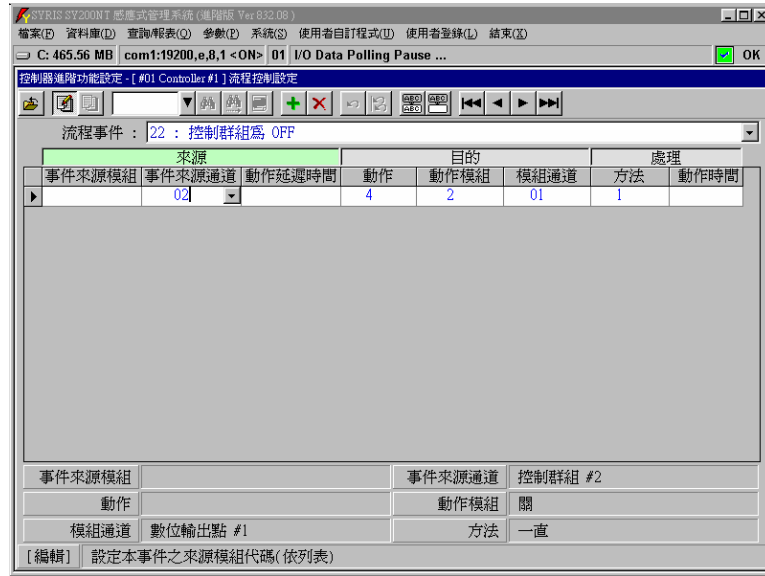 SYRIS SY200NT 感應式管理系統 (進階版 Ver 832.08 )
檔案(F) 資料庫(D) 查詢/報表(Q) 參數(P) 系統(S) 使用者自訂程式(U) 使用者登錄(L) 結束(X)
C: 465.56 MB com1:19200,e,8,1 <ON> 01 I/O Data Polling Pause ... OK
控制器進階功能設定 - [ #01 Controller #1 ] 流程控制設定
流程事件 : 22 : 控制群組為 OFF
來源 目的 處理
事件來源模組 事件來源通道 動作延遲時間 動作 動作模組 模組通道 方法 動作時間
02 4 2 01 1
事件來源模組 事件來源通道 控制群組 #2
動作 動作模組 關
模組通道 數位輸出點 #1 方法 一直
[編輯] 設定本事件之來源模組代碼(依列表)